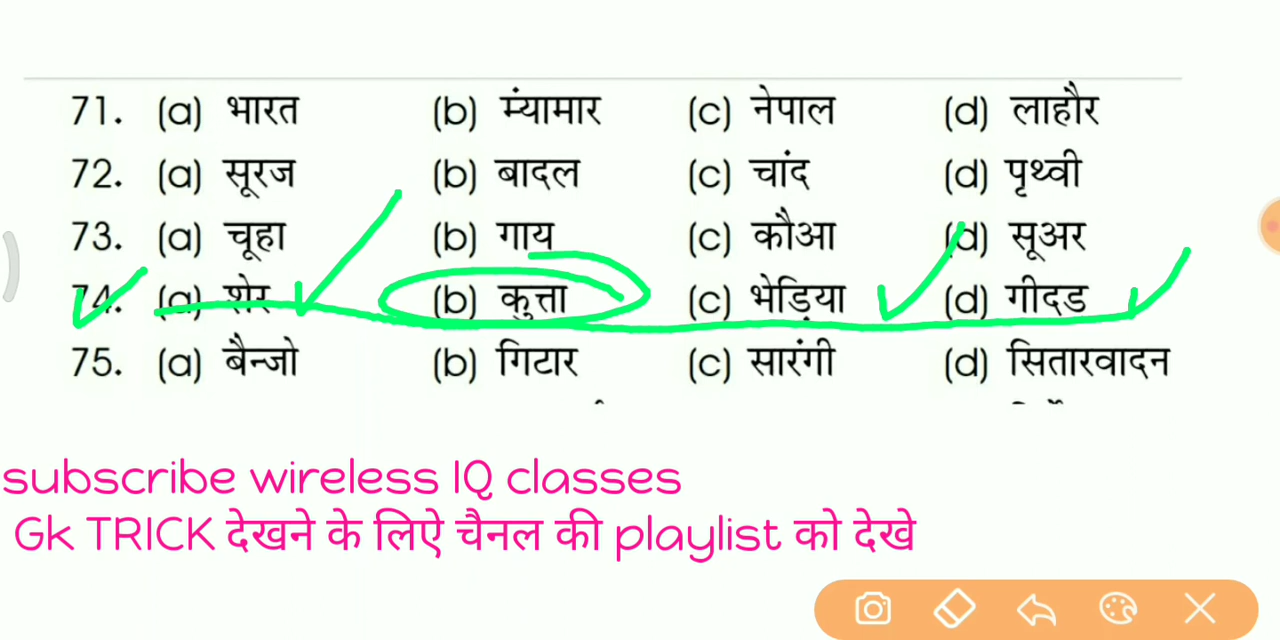 71. (a) भारत (b) म्यांमार (c) नेपाल (d) लाहौर
72. (a) सूरज (b) बादल (c) चांद (d) पृथ्वी
73. (a) चूहा (b) गाय (c) कौआ (d) सूअर
74. (a) शेर (b) कुत्ता (c) भेड़िया (d) गीदड
75. (a) बैन्जो (b) गिटार (c) सारंगी (d) सितारवादन
subscribe wireless IQ classes
Gk TRICK देखने के लिऐ चैनल की playlist को देखे